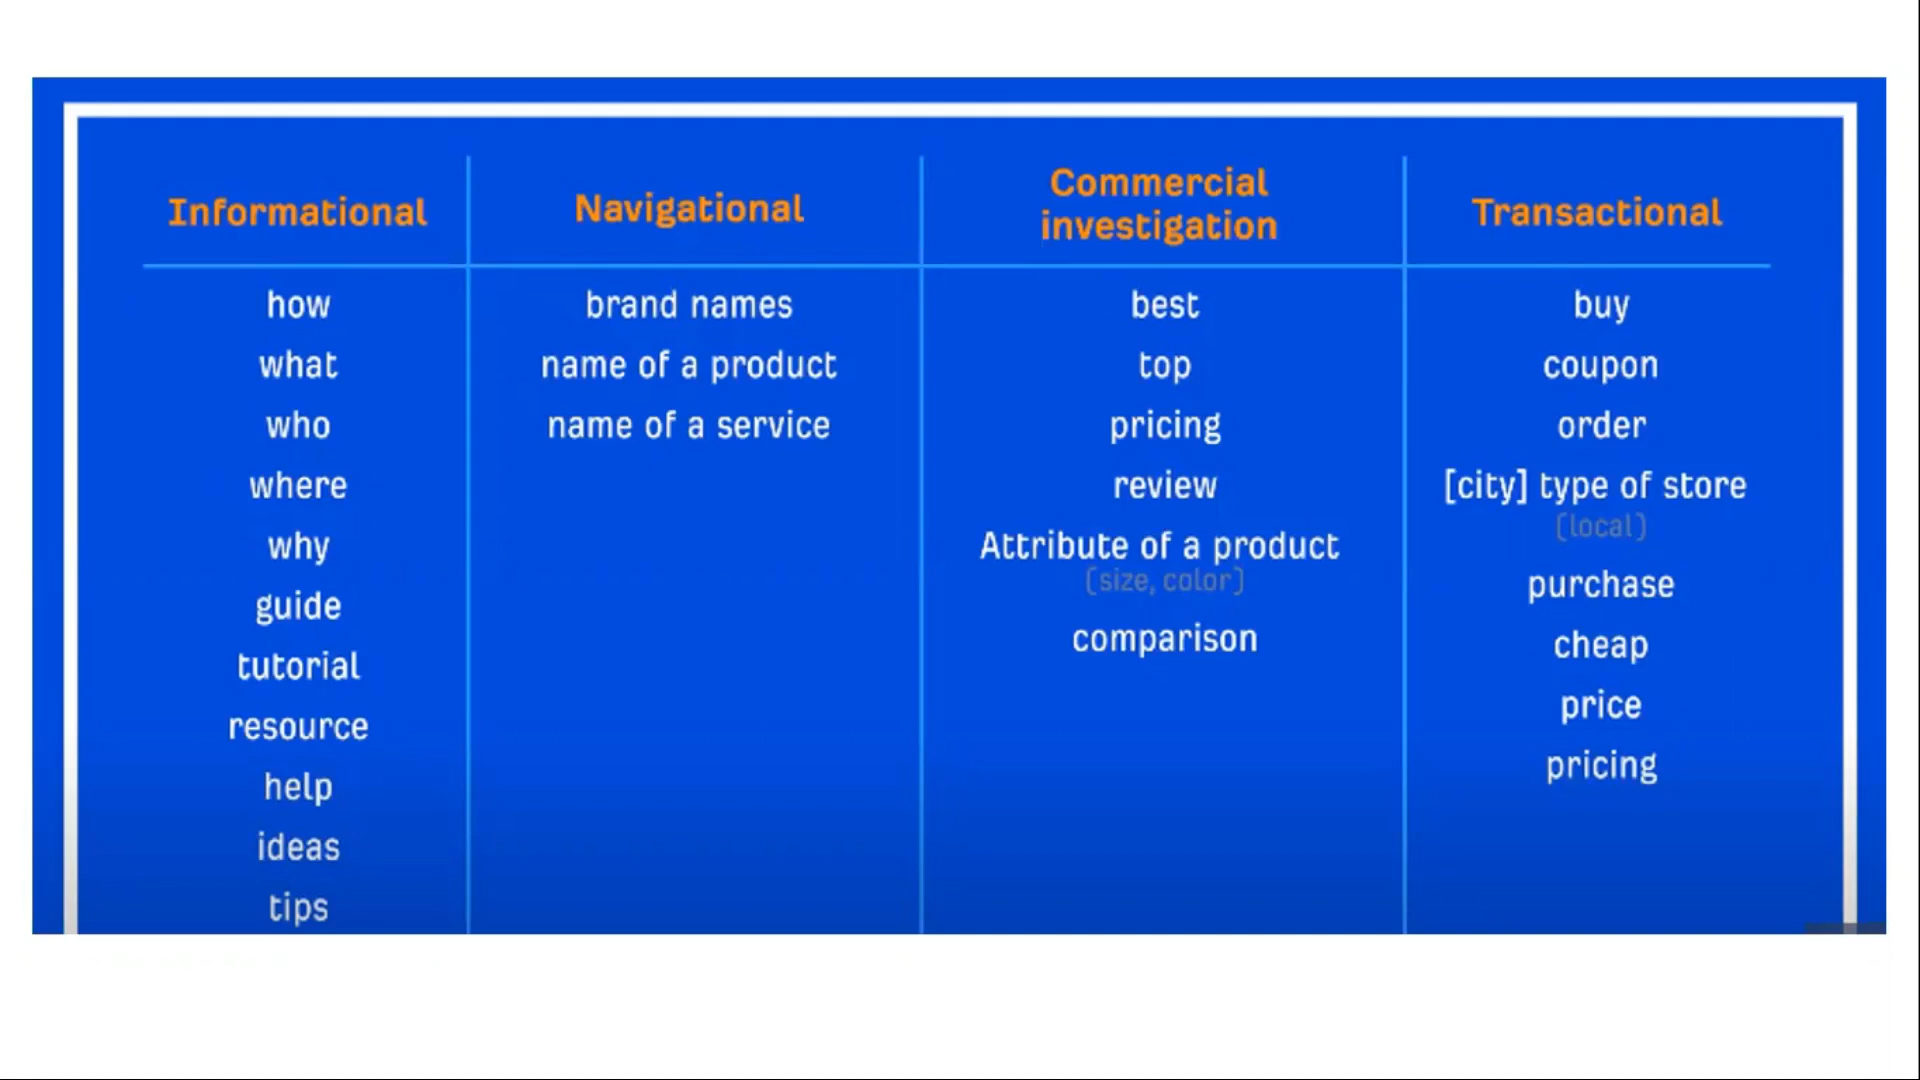 Informational
how
what
who
where
why
guide
tutorial
resource
help
ideas
tips
Navigational
brand names
name of a product
name of a service
Commercial
investigation
best
top
pricing
review
Attribute of a product
(size, color)
comparison
Transactional
buy
coupon
order
[city] type of store
(local)
purchase
cheap
price
pricing